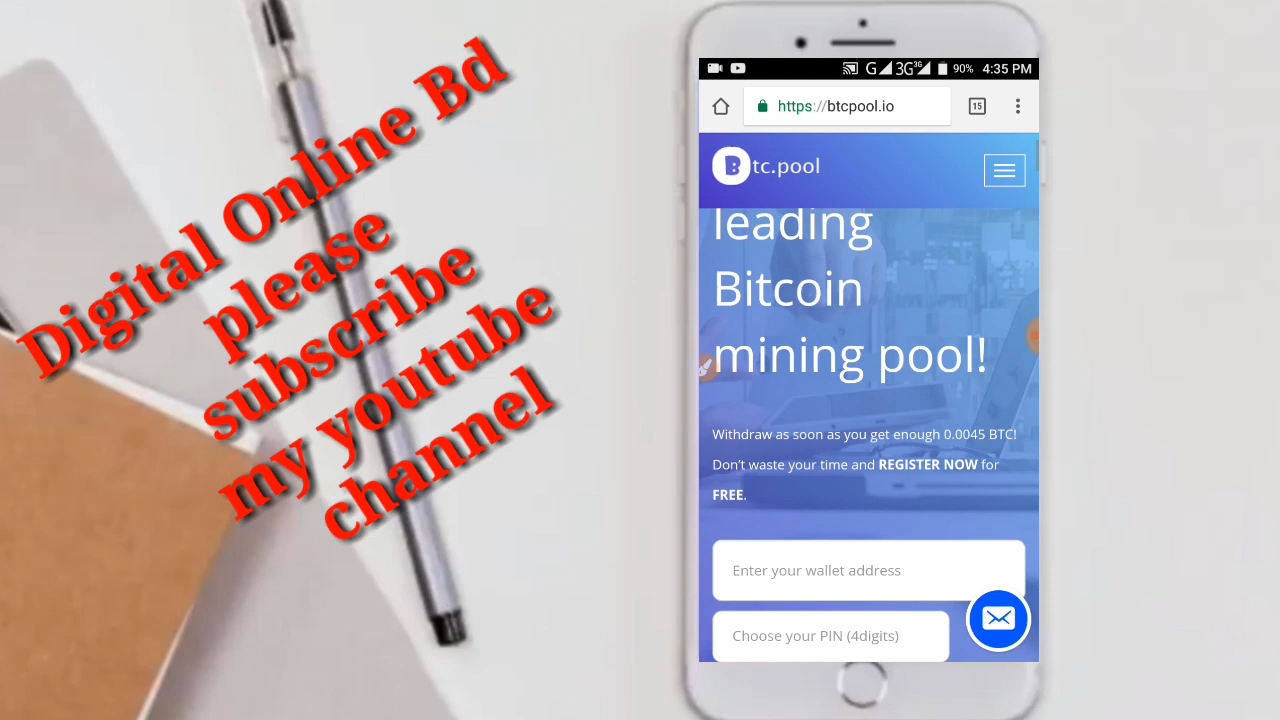 Digital Online Bd
please
subscribe
my youtube
channel
G 3G 3G 90% 4:35 PM
https://btcpool.io
15
Btc.pool
leading
Bitcoin
mining pool!
Withdraw as soon as you get enough 0.0045 BTC!
Don't waste your time and REGISTER NOW for
FREE.
Enter your wallet address
Choose your PIN (4digits)